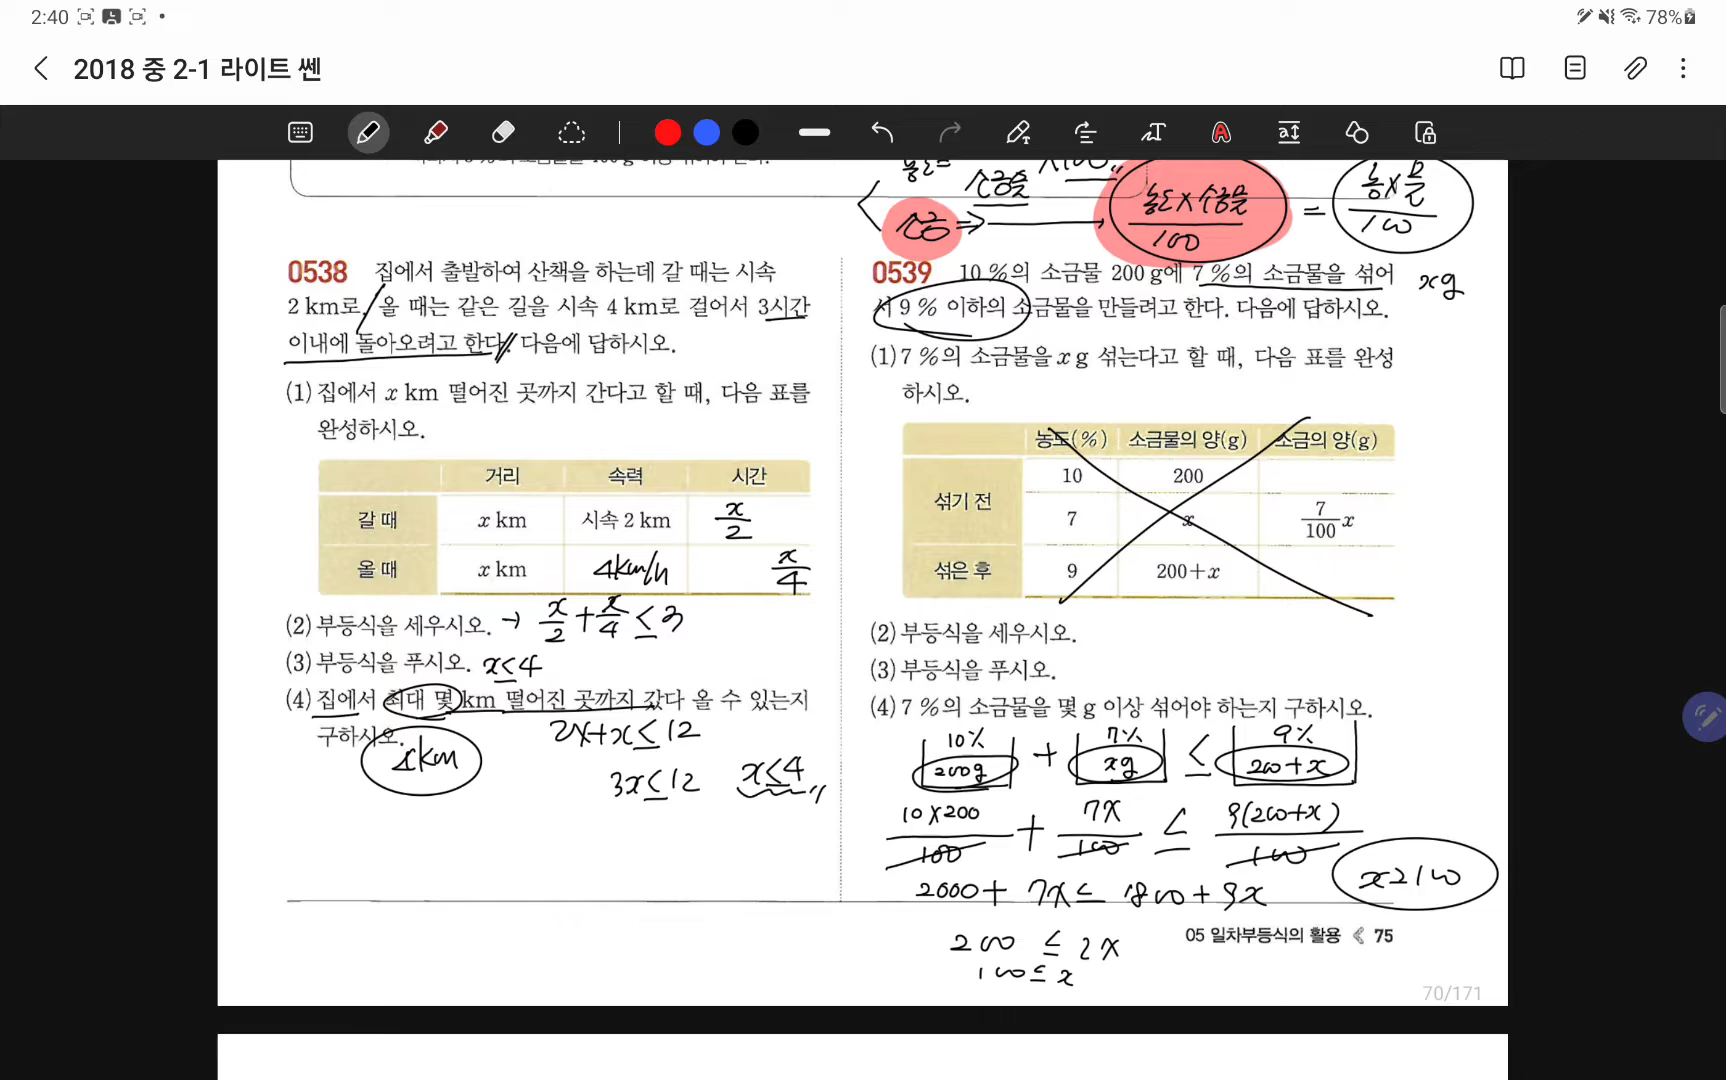 2:40
78%
2018 중 2-1 라이트 쎈
소금물 ×100
소금 ⇒ 농도×소금물/100 = 농×물/100
0538 집에서 출발하여 산책을 하는데 갈 때는 시속
2 km로, 올 때는 같은 길을 시속 4 km로 걸어서 3시간
이내에 돌아오려고 한다. 다음에 답하시오.
(1) 집에서 x km 떨어진 곳까지 간다고 할 때, 다음 표를
완성하시오.
거리 속력 시간
갈 때 x km 시속 2 km x/2
올 때 x km 4km/h x/4
(2) 부등식을 세우시오. → x/2 + x/4 ≤ 3
(3) 부등식을 푸시오. x≤4
(4) 집에서 최대 몇 km 떨어진 곳까지 갔다 올 수 있는지
구하시오.
4km
2x+x≤12
3x≤12 x≤4
0539 10 %의 소금물 200 g에 7 %의 소금물을 섞어 xg
서 9 % 이하의 소금물을 만들려고 한다. 다음에 답하시오.
(1) 7 %의 소금물을 x g 섞는다고 할 때, 다음 표를 완성
하시오.
농도(%) 소금물의 양(g) 소금의 양(g)
섞기 전 10 200
7 x 7/100 x
섞은 후 9 200+x
(2) 부등식을 세우시오.
(3) 부등식을 푸시오.
(4) 7 %의 소금물을 몇 g 이상 섞어야 하는지 구하시오.
10% 7% 9%
200g + xg ≤ 200+x
10×200/100 + 7x/100 ≤ 9(200+x)/100
2000+ 7x ≤ 1800+9x
x≥100
200 ≤ 2x
100≤x
05 일차부등식의 활용 75
70/171